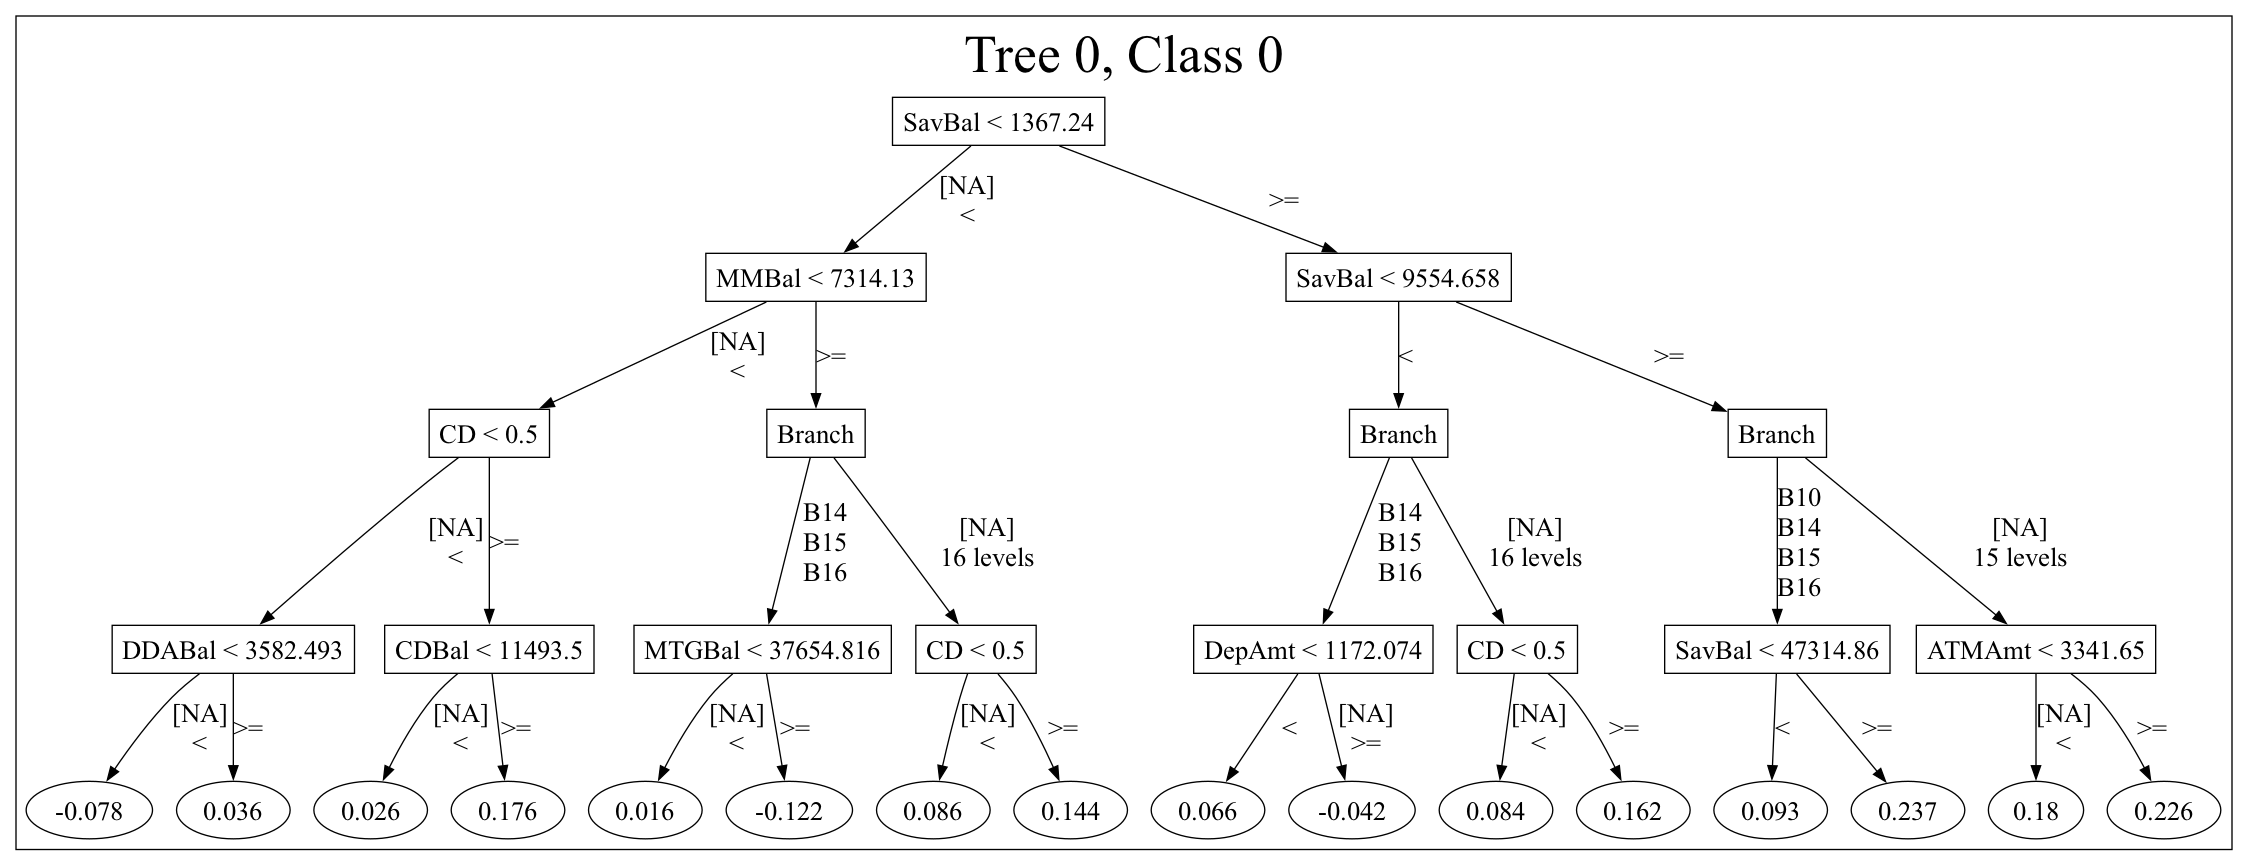 Tree 0, Class 0
SavBal < 1367.24
[NA]
<
>=
MMBal < 7314.13
SavBal < 9554.658
[NA]
<
>=
<
>=
CD < 0.5
Branch
Branch
Branch
[NA]
<
>=
B14
B15
B16
[NA]
16 levels
B14
B15
B16
[NA]
16 levels
B10
B14
B15
B16
[NA]
15 levels
DDABal < 3582.493
CDBal < 11493.5
MTGBal < 37654.816
CD < 0.5
DepAmt < 1172.074
CD < 0.5
SavBal < 47314.86
ATMAmt < 3341.65
[NA]
<
>=
[NA]
<
>=
[NA]
<
>=
[NA]
<
>=
<
[NA]
>=
[NA]
<
>=
<
>=
[NA]
<
>=
-0.078
0.036
0.026
0.176
0.016
-0.122
0.086
0.144
0.066
-0.042
0.084
0.162
0.093
0.237
0.18
0.226